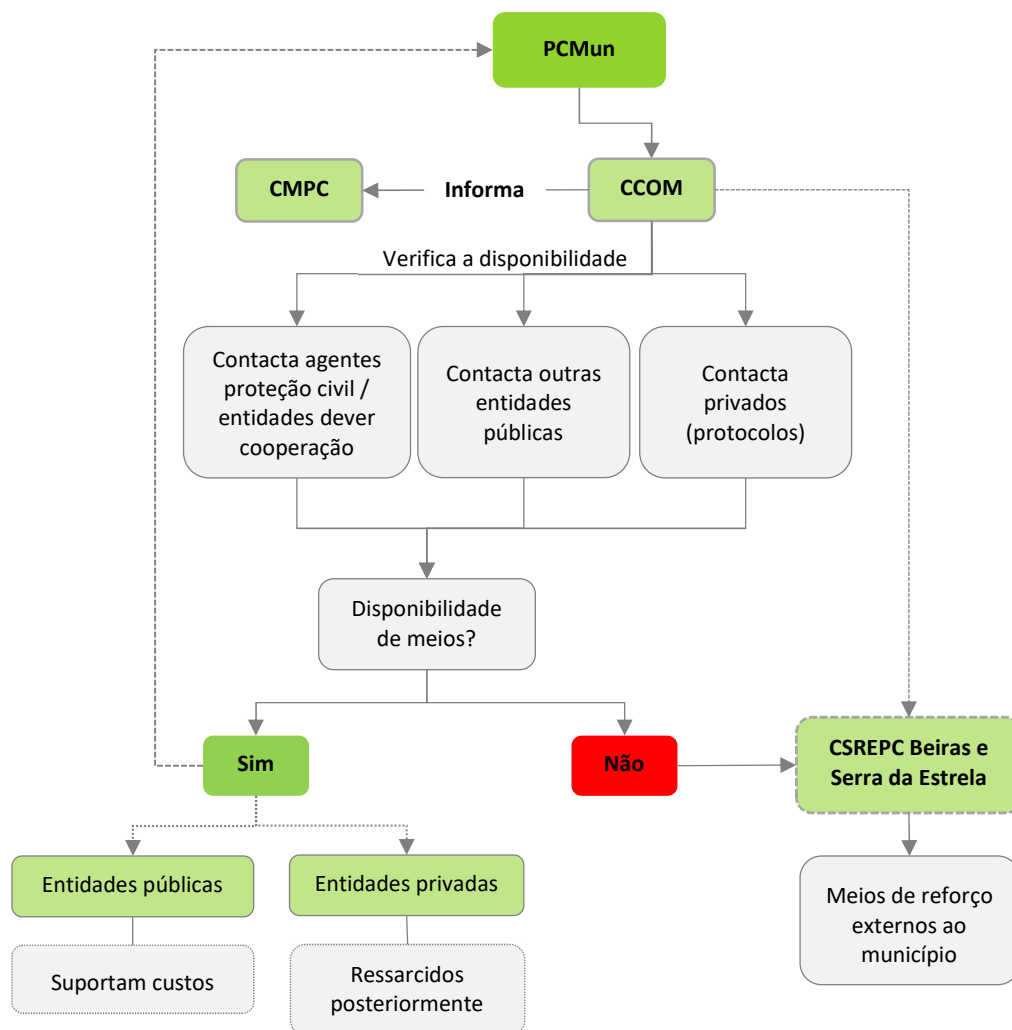 PCMun
CMPC
Informa
CCOM
Verifica a disponibilidade
Contacta agentes
proteção civil /
entidades dever
cooperação
Contacta outras
entidades
públicas
Contacta
privados
(protocolos)
Disponibilidade
de meios?
Sim
Não
CSREPC Beiras e
Serra da Estrela
Entidades públicas
Entidades privadas
Meios de reforço
externos ao
município
Suportam custos
Ressarcidos
posteriormente